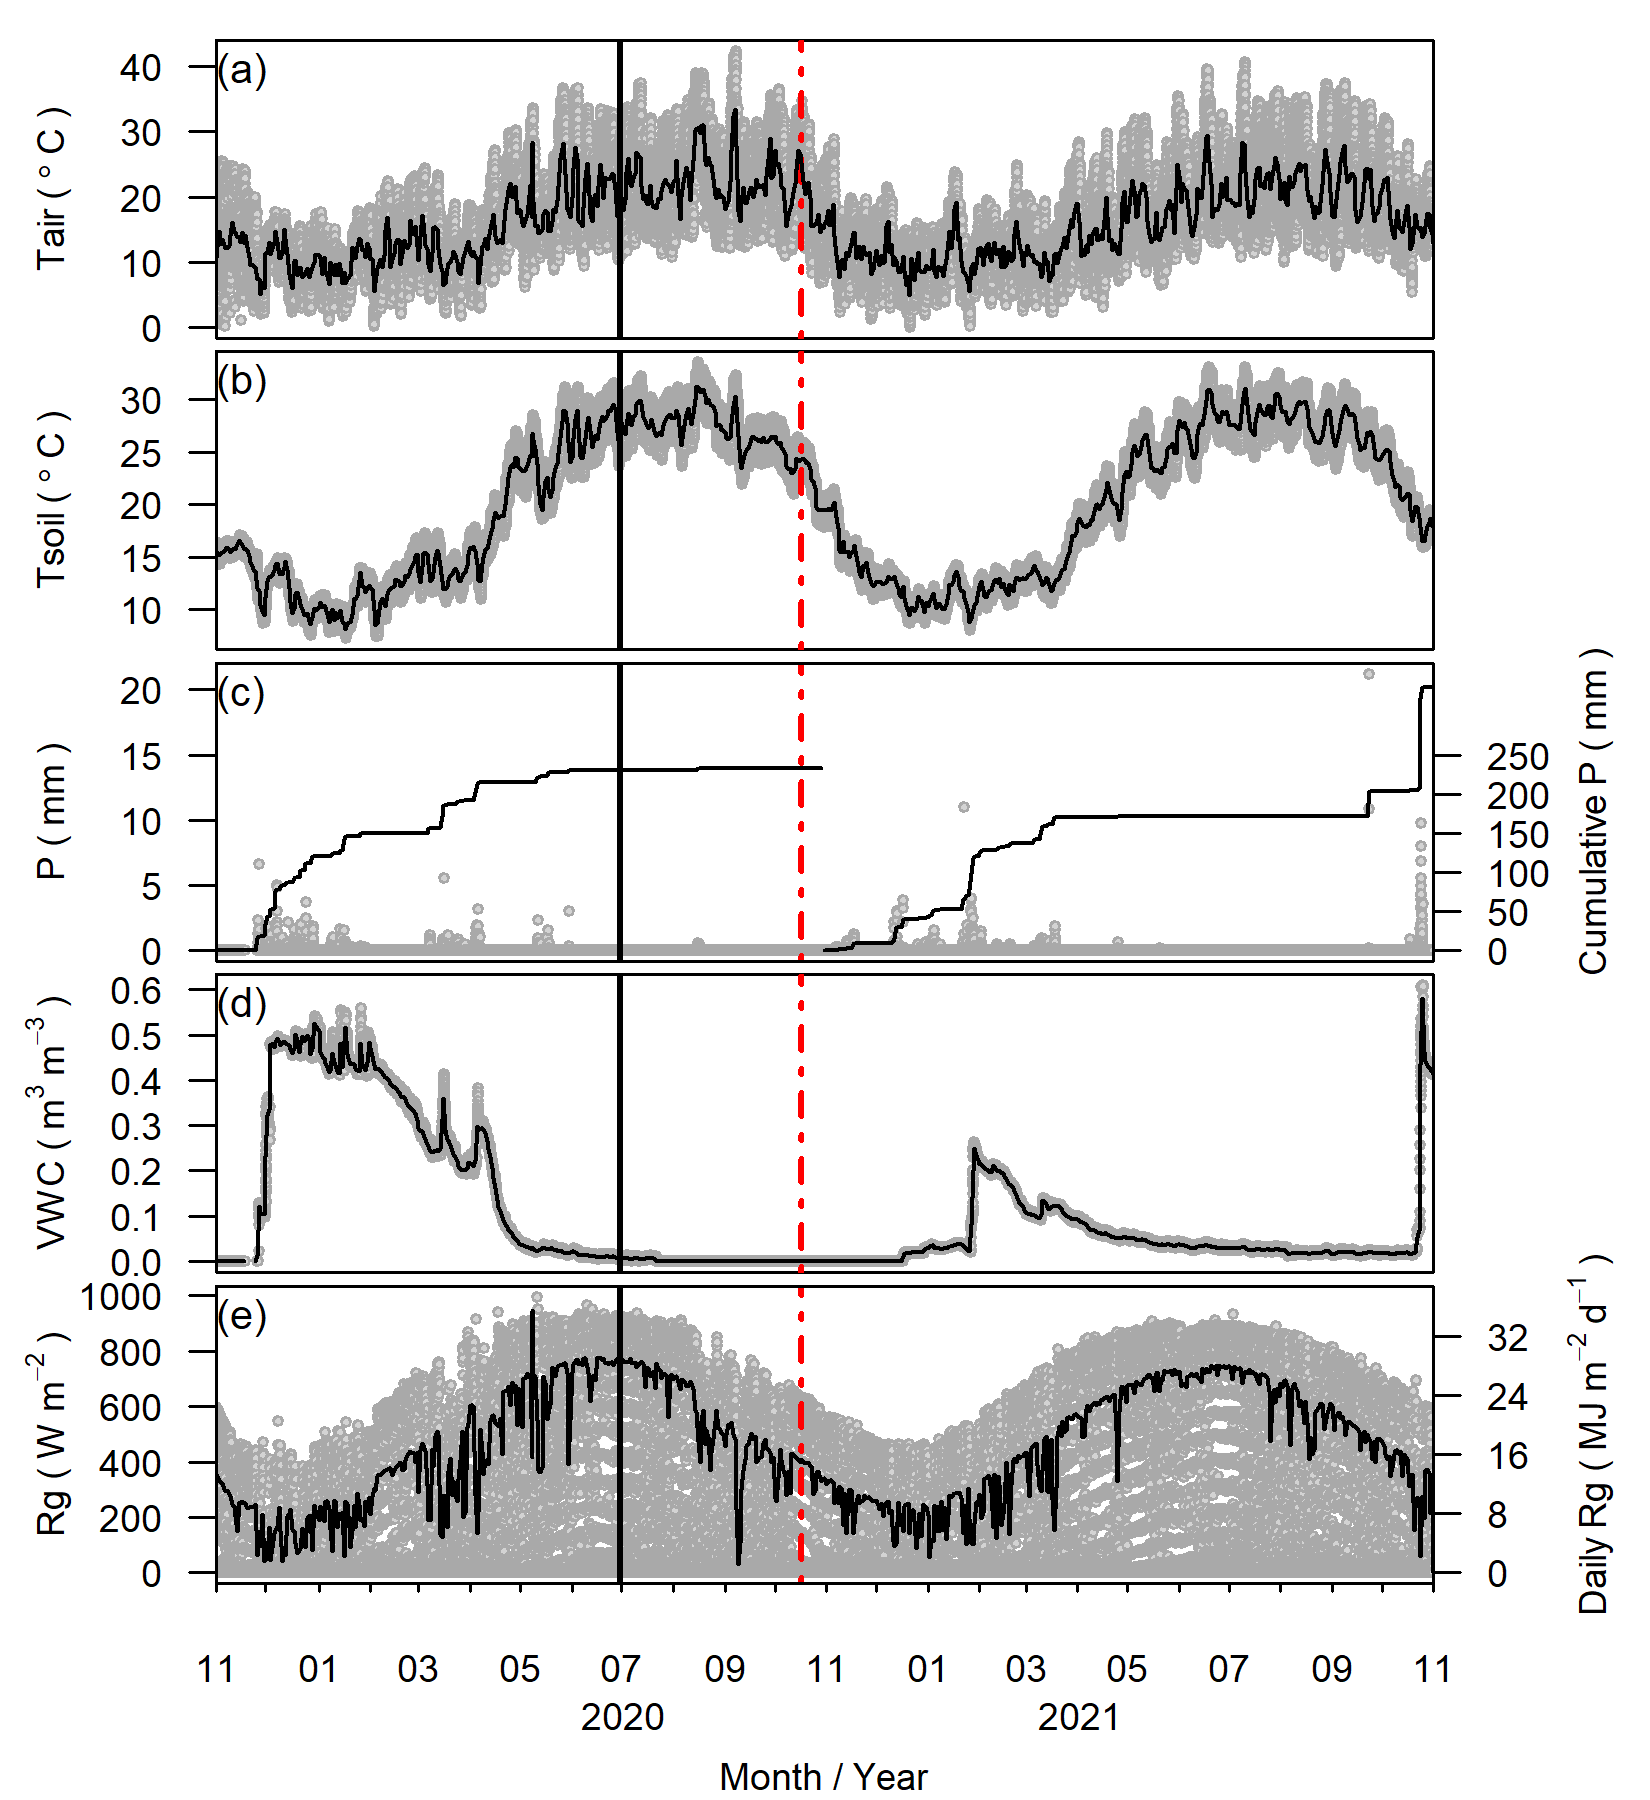 (a)
Tair ( ° C )
40
30
20
10
0
(b)
Tsoil ( ° C )
30
25
20
15
10
(c)
P ( mm )
20
15
10
5
0
Cumulative P ( mm )
250
200
150
100
50
0
(d)
VWC ( m³ m⁻³ )
0.6
0.5
0.4
0.3
0.2
0.1
0.0
(e)
Rg ( W m⁻² )
1000
800
600
400
200
0
Daily Rg ( MJ m⁻² d⁻¹ )
32
24
16
8
0
11 01 03 05 07 09 11 01 03 05 07 09 11
2020 2021
Month / Year